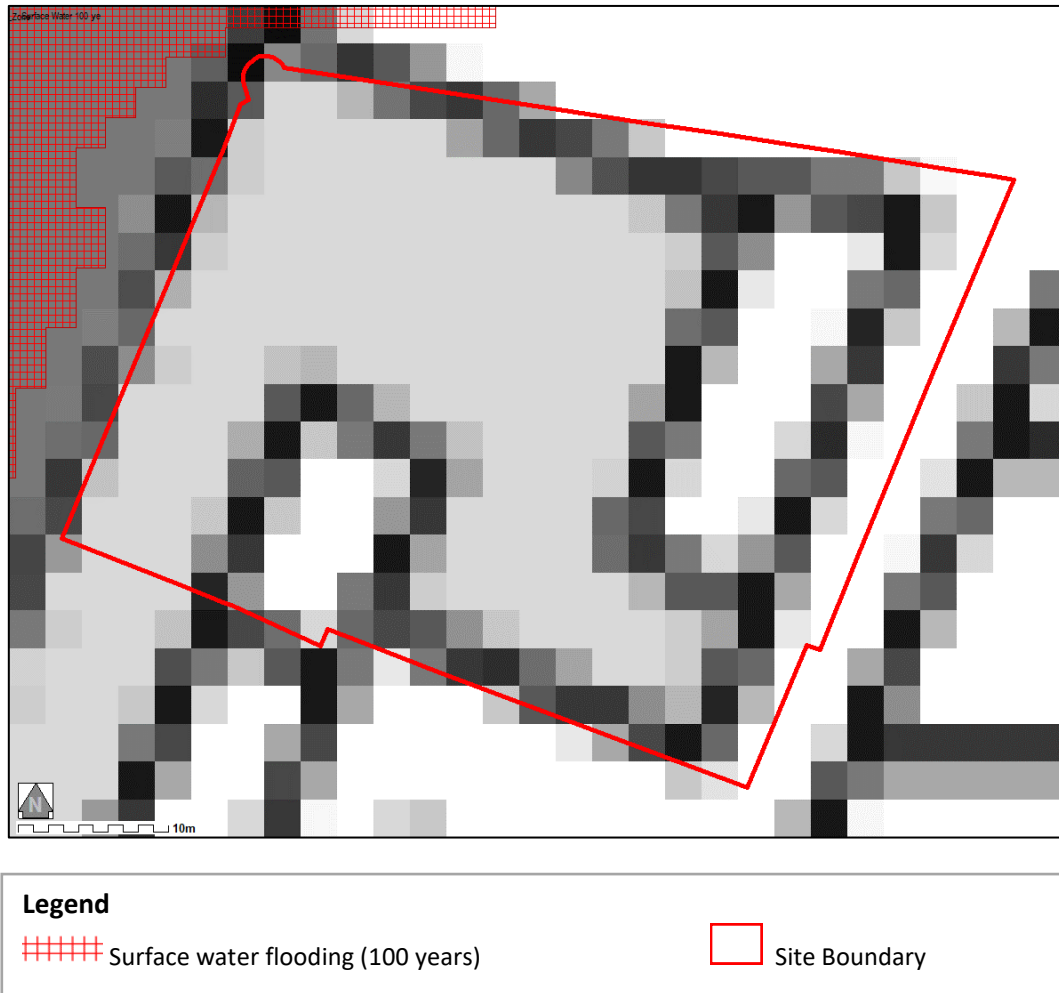 Surface Water 100 ye
N
10m
Legend
Surface water flooding (100 years)
Site Boundary